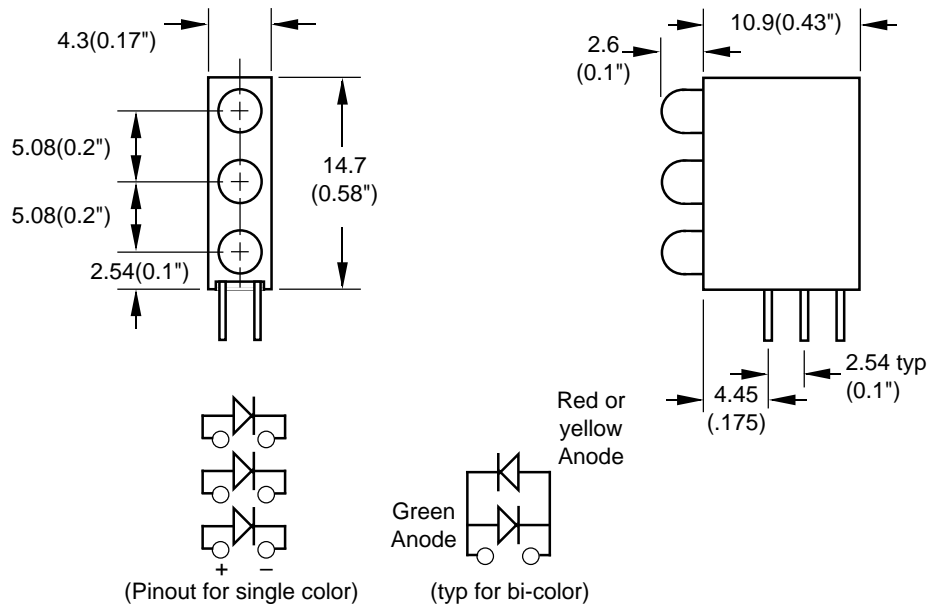 4.3(0.17")
10.9(0.43")
2.6
(0.1")
5.08(0.2")
14.7
(0.58")
5.08(0.2")
2.54(0.1")
2.54 typ
(0.1")
4.45
(.175)
Red or
yellow
Anode
Green
Anode
+ −
(Pinout for single color)
(typ for bi-color)